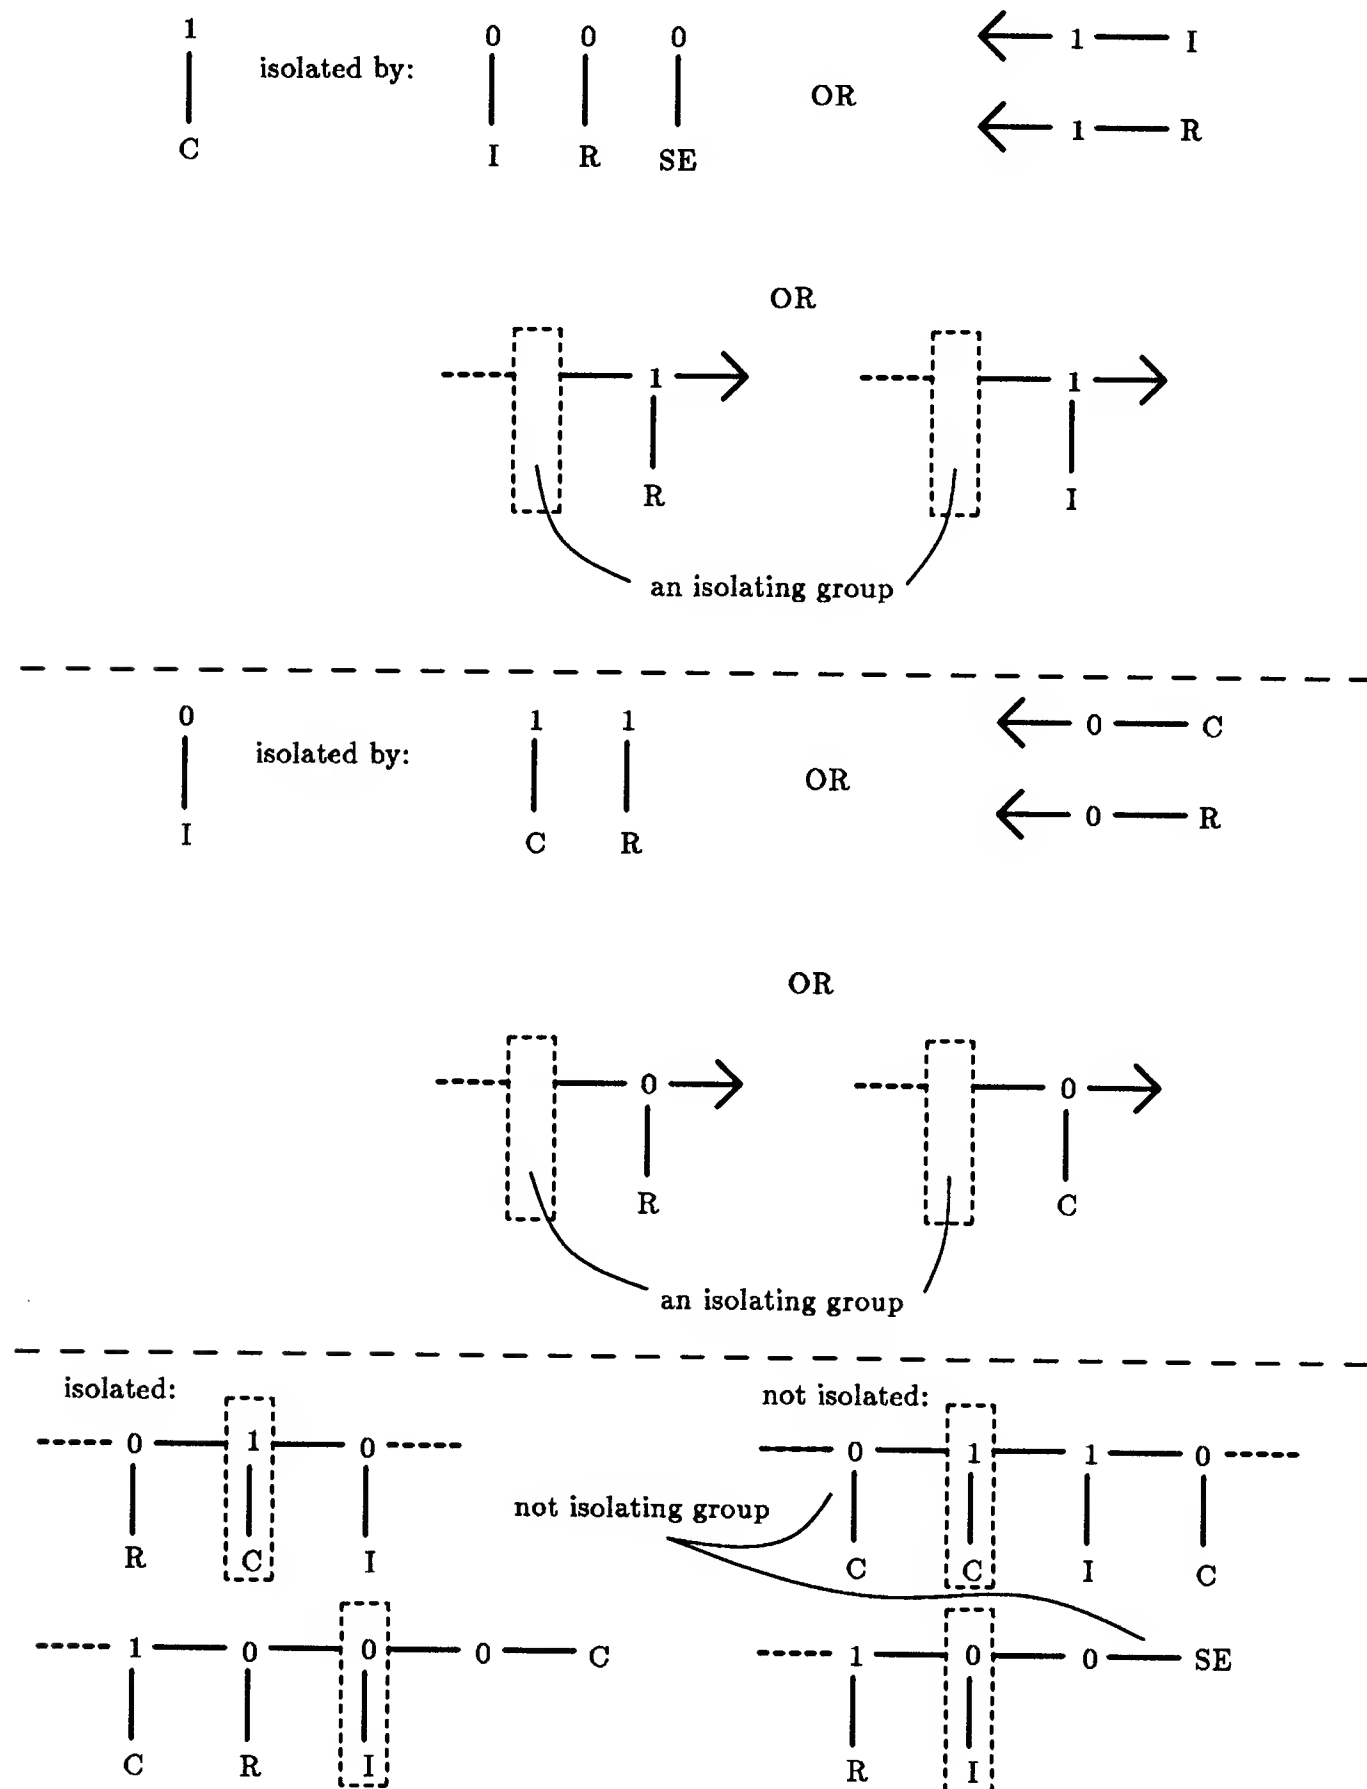 1 0 0 0 1 I
isolated by:
OR
C I R SE 1 R
OR
1 1
R I
an isolating group
0 1 1 0 C
isolated by:
OR
I C R 0 R
OR
0 0
R C
an isolating group
isolated:
0 1 0
R C I
1 0 0 0 C
C R I
not isolated:
0 1 1 0
not isolating group
C C I C
1 0 0 SE
R I